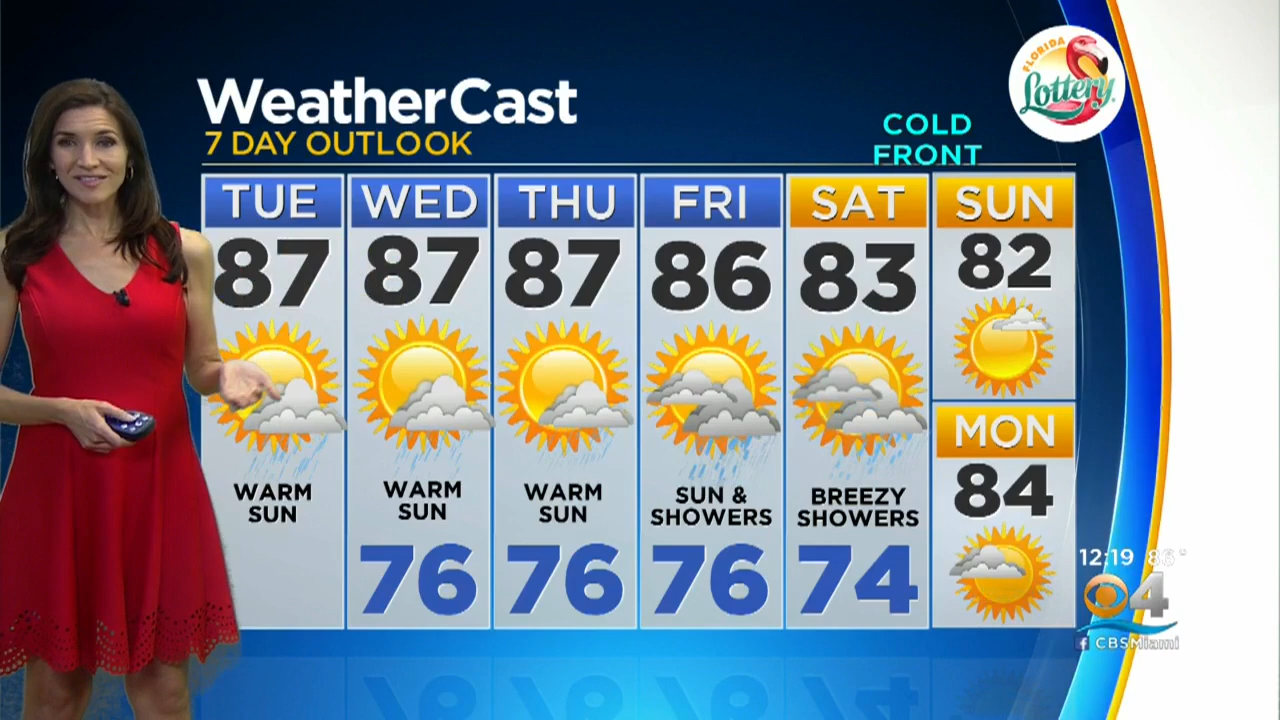 WeatherCast
7 DAY OUTLOOK
COLD
FRONT
FLORIDA
Lottery
TUE WED THU FRI SAT SUN
87 87 87 86 83 82
WARM
SUN
WARM
SUN
WARM
SUN
SUN &
SHOWERS
BREEZY
SHOWERS
76 76 76 74
MON
84
12:19 86°
4
CBSMiami